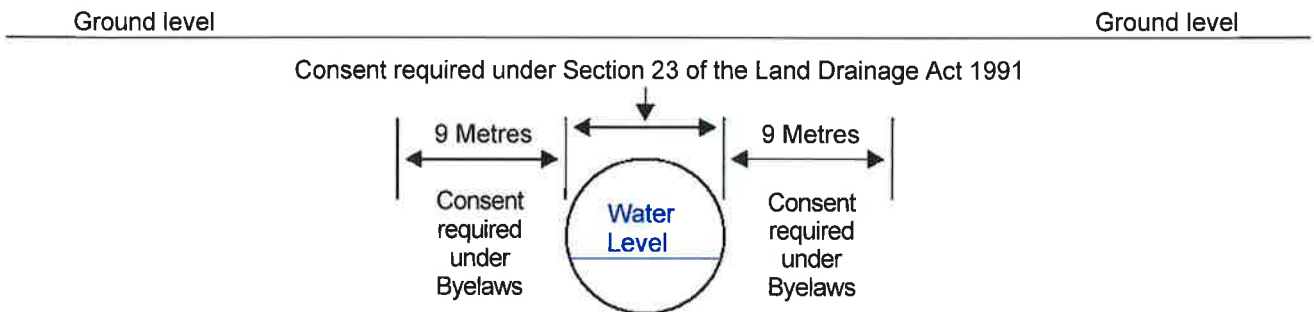 Ground level
Ground level
Consent required under Section 23 of the Land Drainage Act 1991
9 Metres
9 Metres
Consent
required
under
Byelaws
Water
Level
Consent
required
under
Byelaws